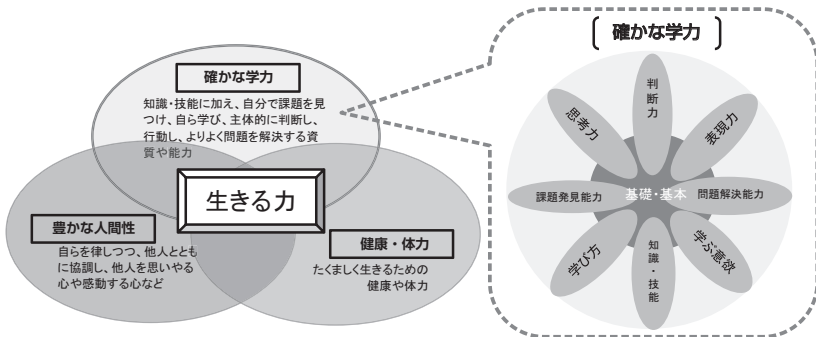 確かな学力
知識・技能に加え、自分で課題を見
つけ、自ら学び、主体的に判断し、
行動し、よりよく問題を解決する資
質や能力
生きる力
豊かな人間性
自らを律しつつ、他人ととも
に協調し、他人を思いやる
心や感動する心など
健康・体力
たくましく生きるための
健康や体力
[ 確かな学力 ]
判断力
表現力
問題解決能力
学ぶ意欲
知識・技能
学び方
課題発見能力
思考力
基礎・基本